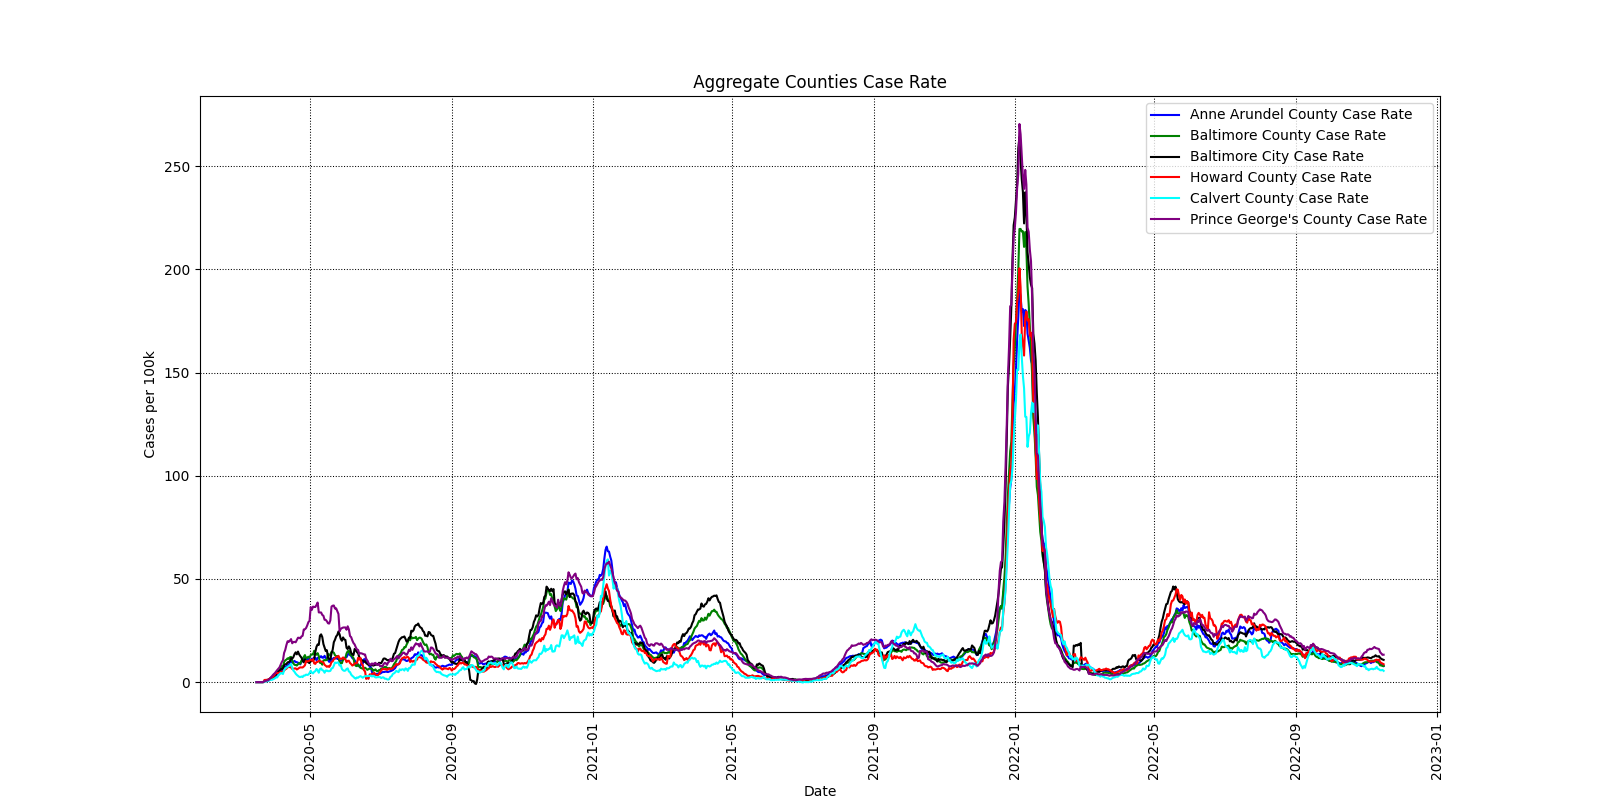 Aggregate Counties Case Rate
Anne Arundel County Case Rate
Baltimore County Case Rate
Baltimore City Case Rate
Howard County Case Rate
Calvert County Case Rate
Prince George's County Case Rate
Cases per 100k
250
200
150
100
50
0
2020-05
2020-09
2021-01
2021-05
2021-09
2022-01
2022-05
2022-09
2023-01
Date